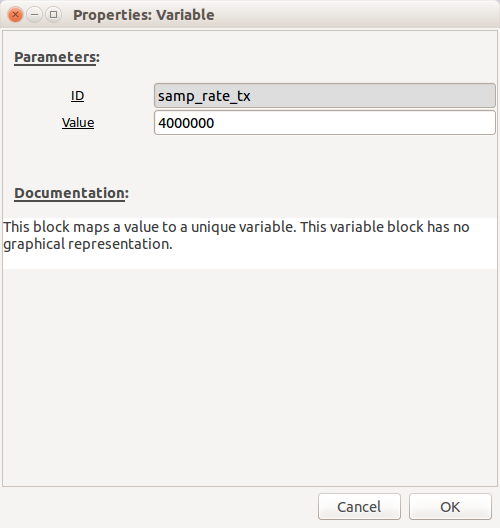 Properties: Variable
Parameters:
ID
samp_rate_tx
Value
4000000
Documentation:
This block maps a value to a unique variable. This variable block has no
graphical representation.
Cancel
OK